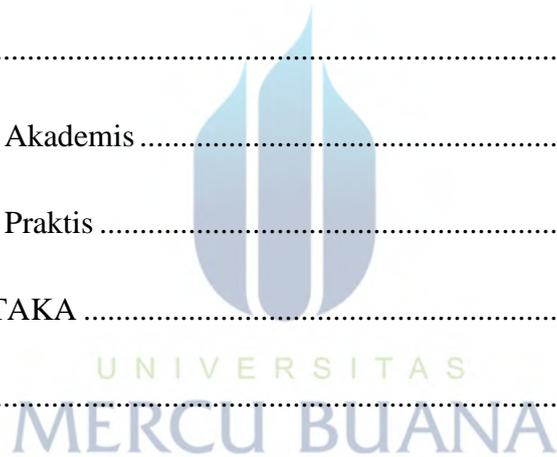 ................................................................
Akademis ....................................................
Praktis .........................................................
TAKA ...........................................................
UNIVERSITAS
................................................................
MERCU BUANA